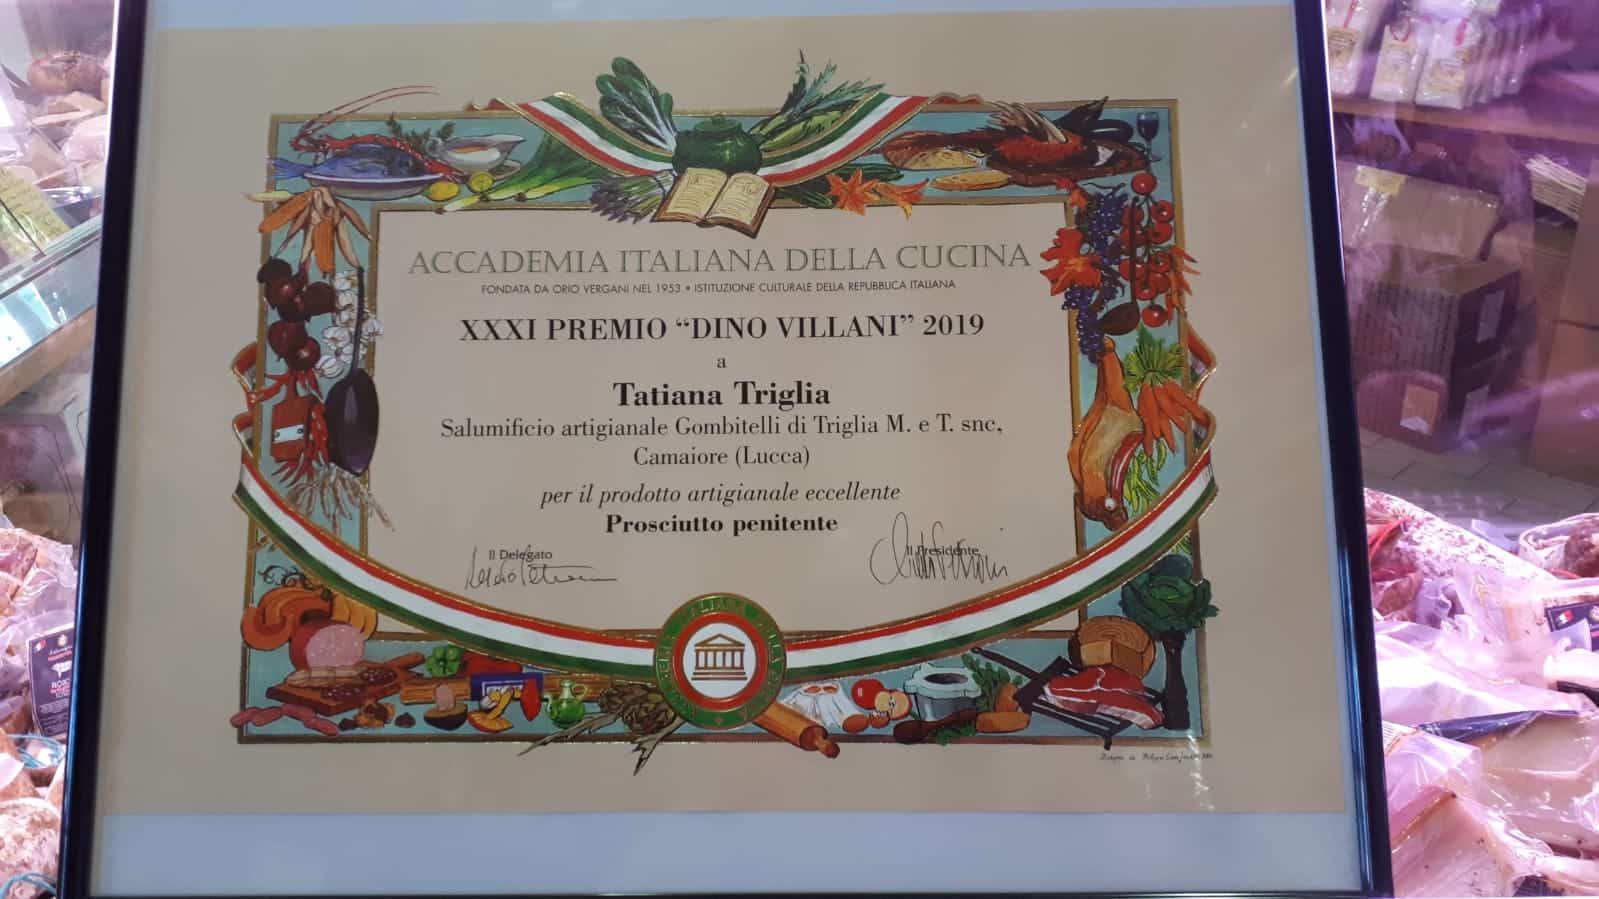 ACCADEMIA ITALIANA DELLA CUCINA
FONDATA DA ORIO VERGANI NEL 1953 • ISTITUZIONE CULTURALE DELLA REPUBBLICA ITALIANA
XXXI PREMIO “DINO VILLANI” 2019
a
Tatiana Triglia
Salumificio artigianale Gombitelli di Triglia M. e T. snc,
Camaiore (Lucca)
per il prodotto artigianale eccellente
Prosciutto penitente
Il Delegato
Il Presidente